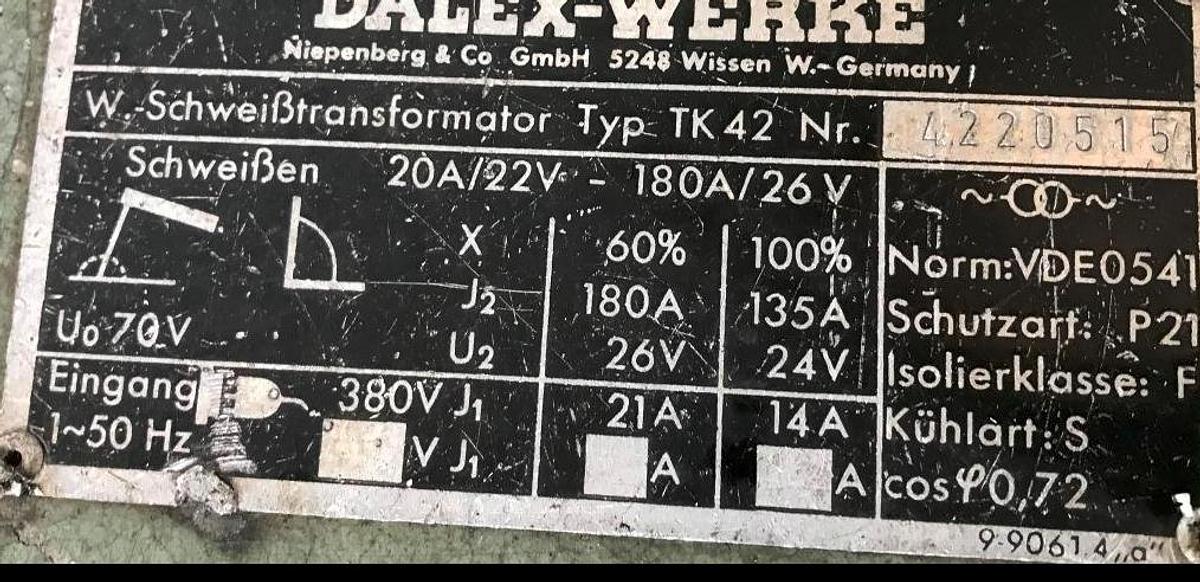 DALEX-WERKE
Niepenberg & Co GmbH 5248 Wissen W.-Germany
W.-Schweißtransformator Typ TK 42 Nr. 4220515
Schweißen 20A/22V - 180A/26V
X 60% 100%
J₂ 180A 135A
U₀ 70V U₂ 26V 24V
Eingang 380V J₁ 21A 14A
1~50 Hz V J₁ A A
Norm:VDE0541
Schutzart: P21
Isolierklasse: F
Kühlart: S
cosφ0,72
9-9061.4„a“